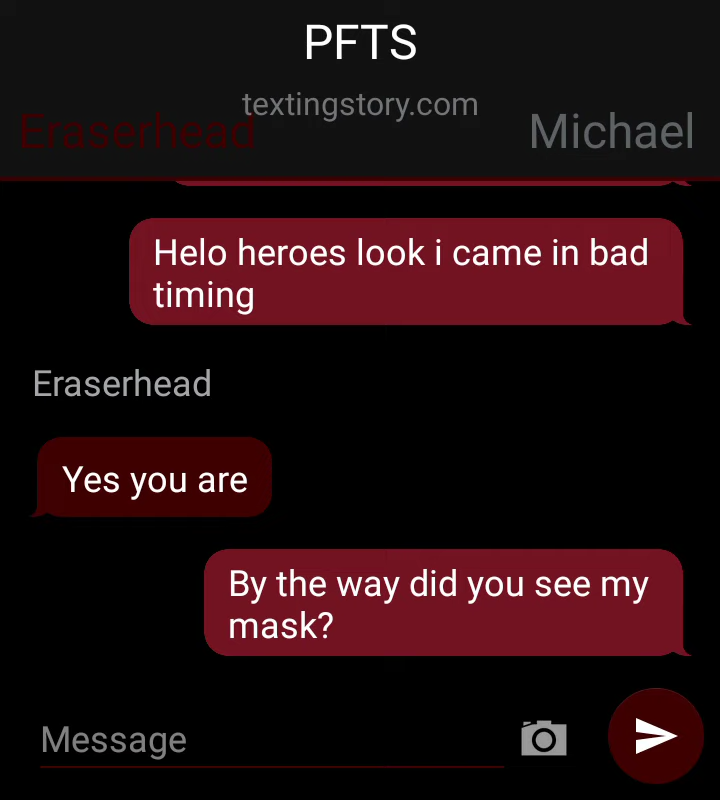 PFTS
textingstory.com
Eraserhead
Michael
Helo heroes look i came in bad
timing
Eraserhead
Yes you are
By the way did you see my
mask?
Message